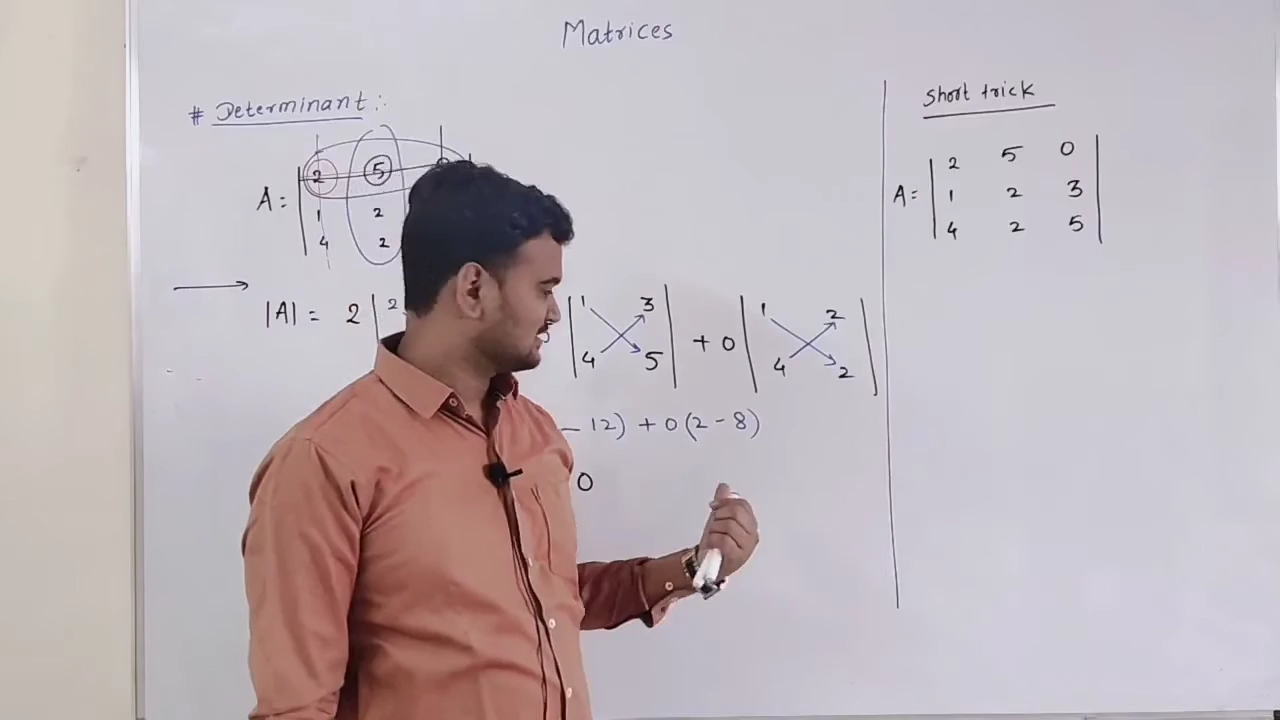 Matrices
# Determinant :-
A = | 2 5
1 2
4 2
|A| = 2 | 2 | 1 3 | + 0 | 1 2 |
4 5 4 2
- 12) + 0 (2 - 8)
0
Short trick
A = | 2 5 0 |
1 2 3
4 2 5